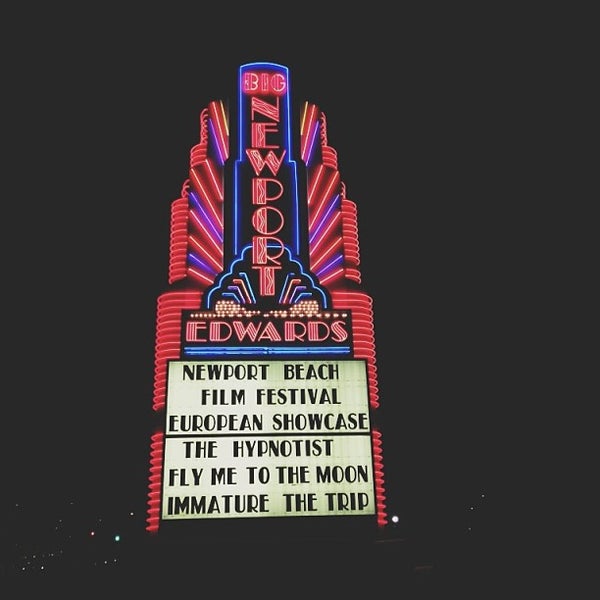 BIG
NEWPORT
EDWARDS
NEWPORT BEACH
FILM FESTIVAL
EUROPEAN SHOWCASE
THE HYPNOTIST
FLY ME TO THE MOON
IMMATURE THE TRIP